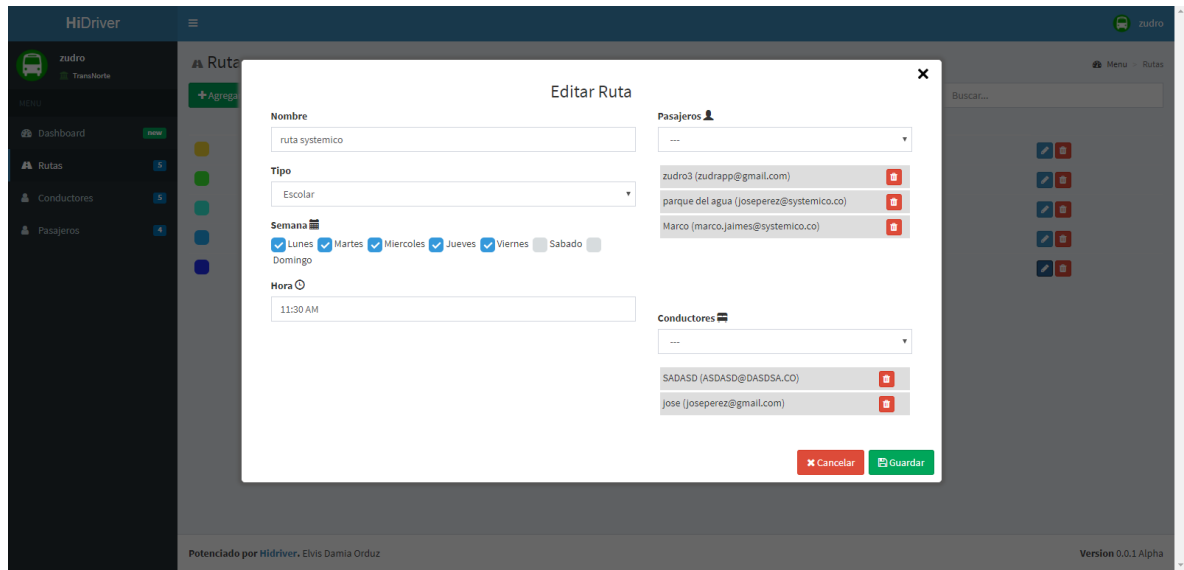 HiDriver
zudro
zudro
TransNorte
MENU
Dashboard new
Rutas 5
Conductores 5
Pasajeros 4
Ruta
Menu > Rutas
Agrega
Buscar...
Editar Ruta
Nombre
ruta systemico
Tipo
Escolar
Semana
Lunes Martes Miercoles Jueves Viernes Sabado
Domingo
Hora
11:30 AM
Pasajeros
---
zudro3 (zudrapp@gmail.com)
parque del agua (joseperez@systemico.co)
Marco (marco.jaimes@systemico.co)
Conductores
---
SADASD (ASDASD@DASDSA.CO)
jose (joseperez@gmail.com)
Cancelar
Guardar
Potenciado por Hidriver. Elvis Damia Orduz
Version 0.0.1 Alpha